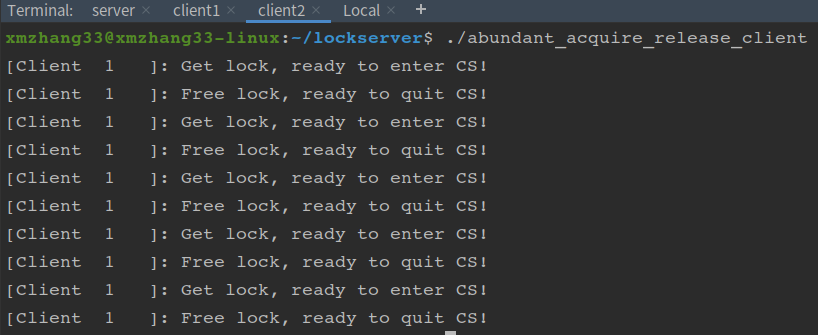 Terminal: server × client1 × client2 × Local × +
xmzhang33@xmzhang33-linux:~/lockserver$ ./abundant_acquire_release_client
[Client  1   ]: Get lock, ready to enter CS!
[Client  1   ]: Free lock, ready to quit CS!
[Client  1   ]: Get lock, ready to enter CS!
[Client  1   ]: Free lock, ready to quit CS!
[Client  1   ]: Get lock, ready to enter CS!
[Client  1   ]: Free lock, ready to quit CS!
[Client  1   ]: Get lock, ready to enter CS!
[Client  1   ]: Free lock, ready to quit CS!
[Client  1   ]: Get lock, ready to enter CS!
[Client  1   ]: Free lock, ready to quit CS!